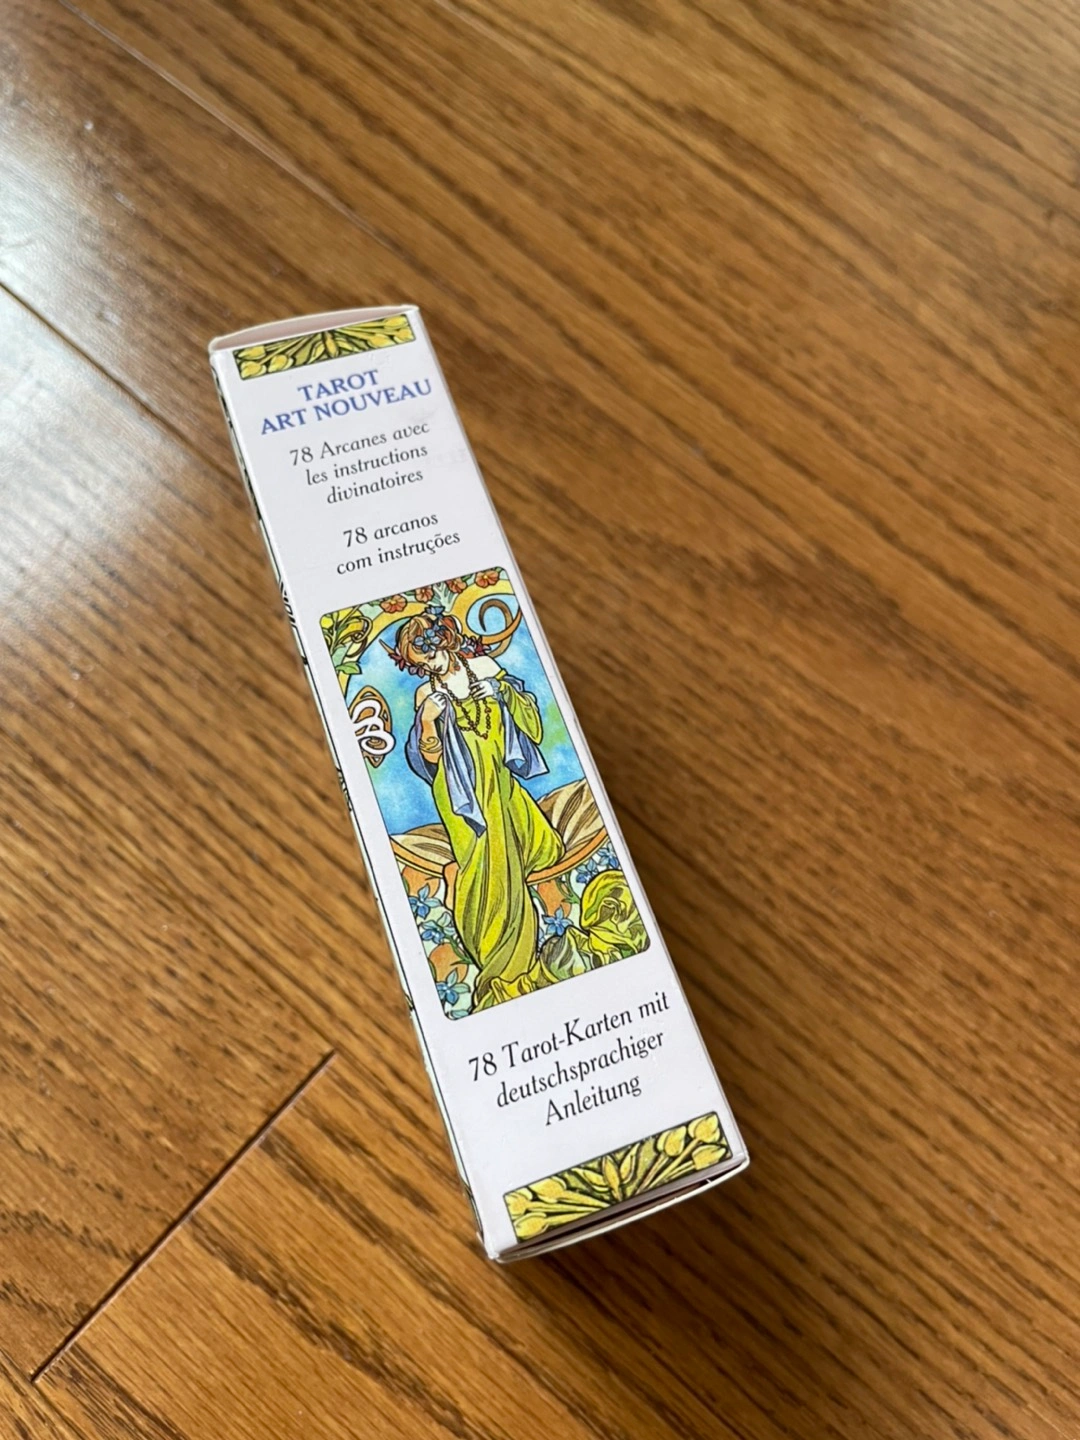 TAROT
ART NOUVEAU
78 Arcanes avec
les instructions
divinatoires
78 arcanos
com instruções
78 Tarot-Karten mit
deutschsprachiger
Anleitung